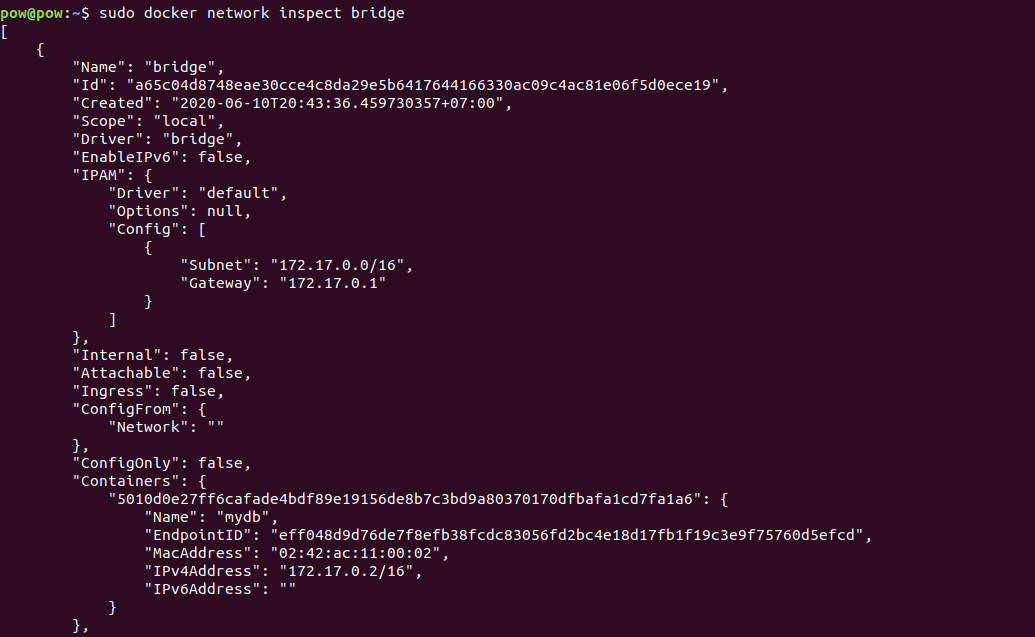 pow@pow:~$ sudo docker network inspect bridge
[
    {
        "Name": "bridge",
        "Id": "a65c04d8748eae30cce4c8da29e5b6417644166330ac09c4ac81e06f5d0ece19",
        "Created": "2020-06-10T20:43:36.459730357+07:00",
        "Scope": "local",
        "Driver": "bridge",
        "EnableIPv6": false,
        "IPAM": {
            "Driver": "default",
            "Options": null,
            "Config": [
                {
                    "Subnet": "172.17.0.0/16",
                    "Gateway": "172.17.0.1"
                }
            ]
        },
        "Internal": false,
        "Attachable": false,
        "Ingress": false,
        "ConfigFrom": {
            "Network": ""
        },
        "ConfigOnly": false,
        "Containers": {
            "5010d0e27ff6cafade4bdf89e19156de8b7c3bd9a80370170dfbafa1cd7fa1a6": {
                "Name": "mydb",
                "EndpointID": "eff048d9d76de7f8efb38fcdc83056fd2bc4e18d17fb1f19c3e9f75760d5efcd",
                "MacAddress": "02:42:ac:11:00:02",
                "IPv4Address": "172.17.0.2/16",
                "IPv6Address": ""
            }
        },